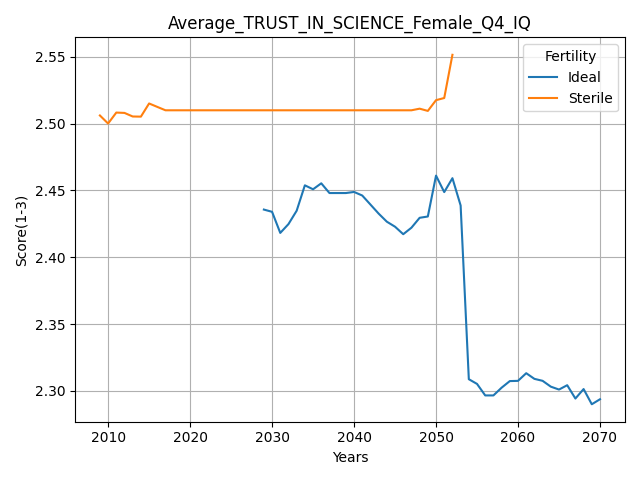 Average_TRUST_IN_SCIENCE_Female_Q4_IQ
Fertility
Ideal
Sterile
2.55
2.50
2.45
2.40
2.35
2.30
Score(1-3)
2010 2020 2030 2040 2050 2060 2070
Years